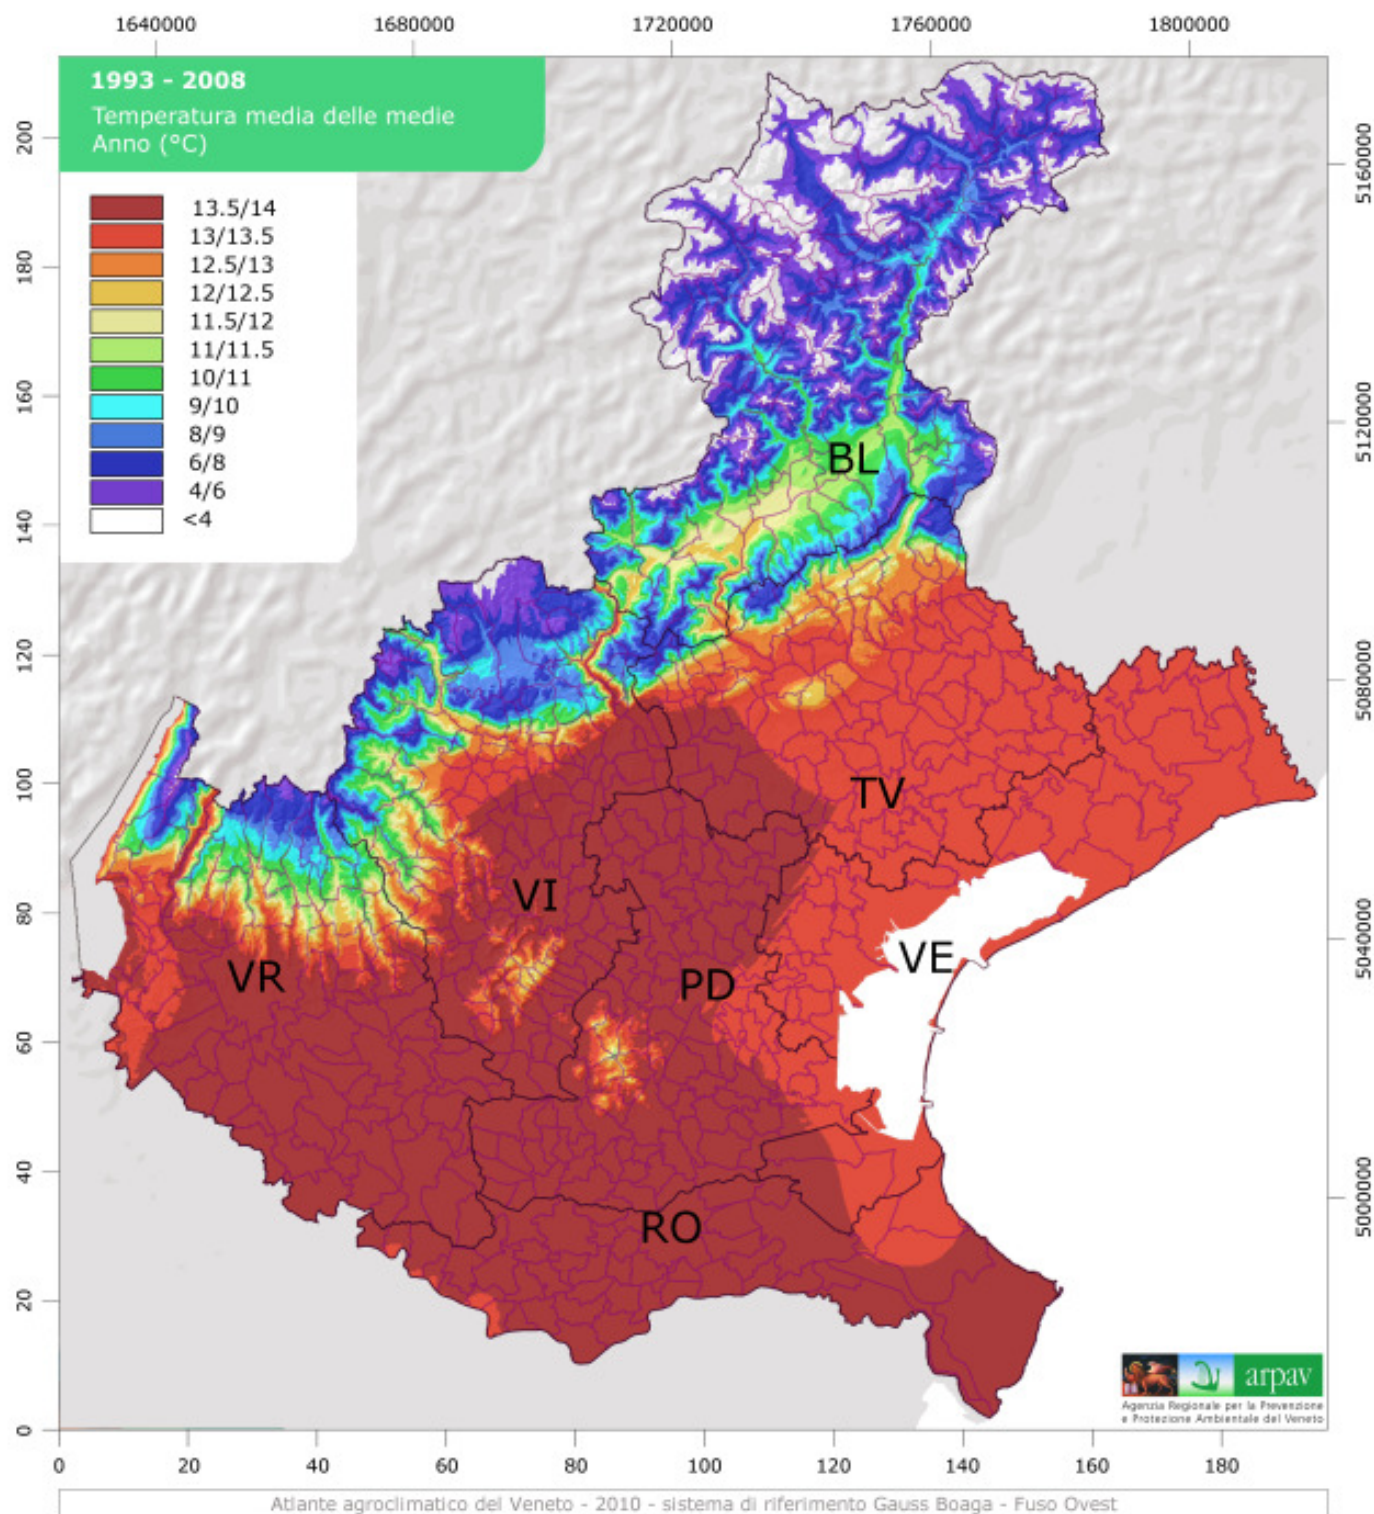 1640000 1680000 1720000 1760000 1800000
1993 - 2008
Temperatura media delle medie
Anno (°C)
13.5/14
13/13.5
12.5/13
12/12.5
11.5/12
11/11.5
10/11
9/10
8/9
6/8
4/6
<4
200
180
160
140
120
100
80
60
40
20
0
5160000
5120000
5080000
5040000
5000000
BL
TV
VI
VE
VR
PD
RO
arpav
Agenzia Regionale per la Prevenzione
e Protezione Ambientale del Veneto
0 20 40 60 80 100 120 140 160 180
Atlante agroclimatico del Veneto - 2010 - sistema di riferimento Gauss Boaga - Fuso Ovest